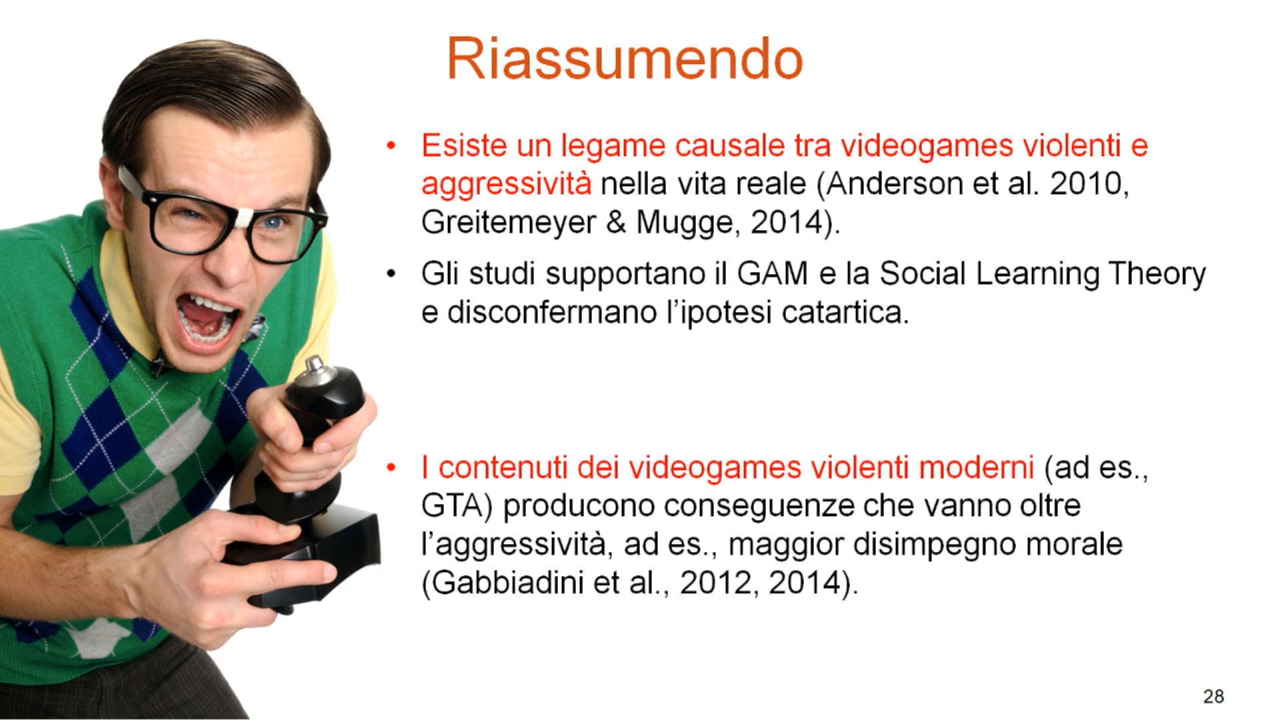 Riassumendo
• Esiste un legame causale tra videogames violenti e
aggressività nella vita reale (Anderson et al. 2010,
Greitemeyer & Mugge, 2014).
• Gli studi supportano il GAM e la Social Learning Theory
e disconfermano l’ipotesi catartica.
• I contenuti dei videogames violenti moderni (ad es.,
GTA) producono conseguenze che vanno oltre
l’aggressività, ad es., maggior disimpegno morale
(Gabbiadini et al., 2012, 2014).
28